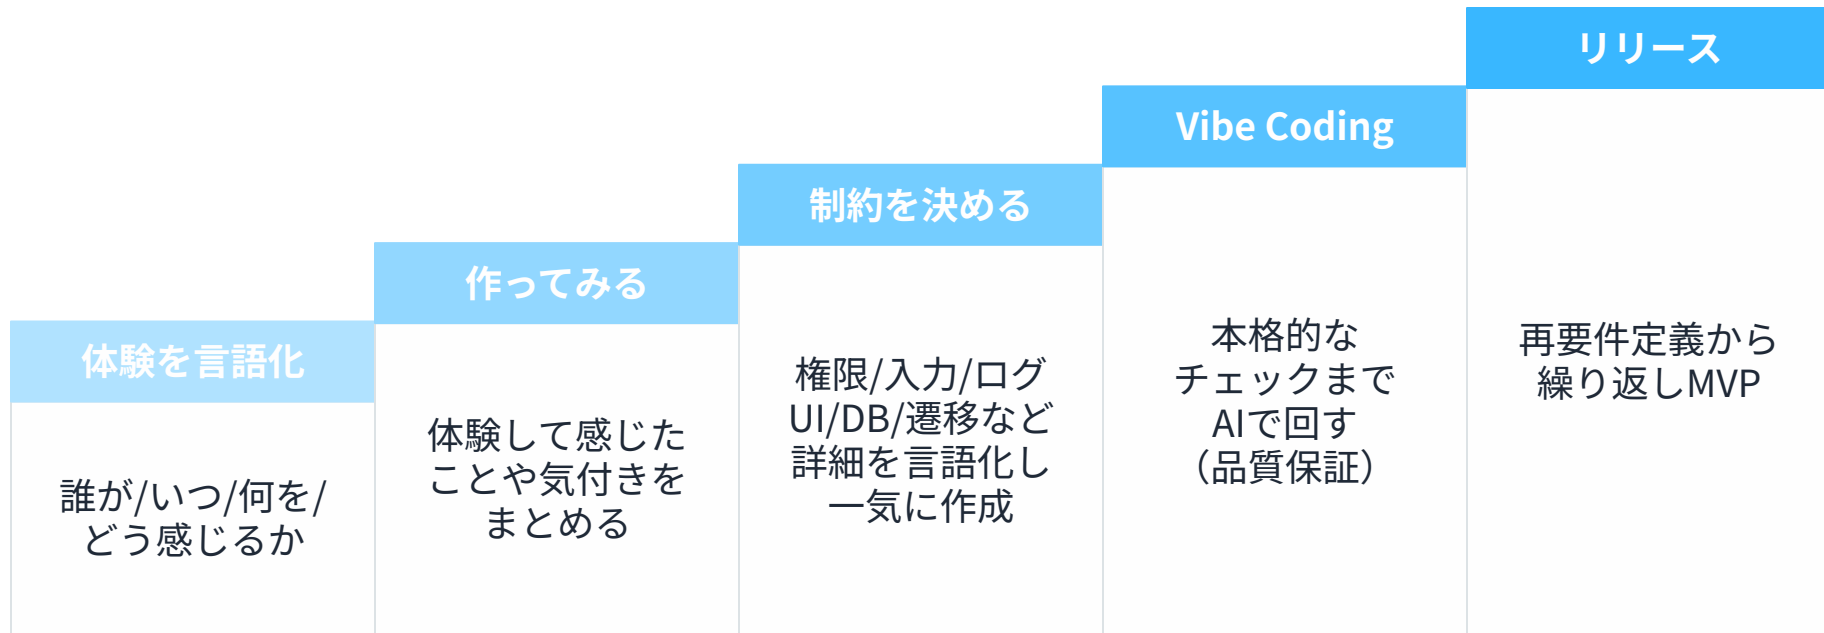 体験を言語化
誰が/いつ/何を/
どう感じるか
作ってみる
体験して感じた
ことや気付きを
まとめる
制約を決める
権限/入力/ログ
UI/DB/遷移など
詳細を言語化し
一気に作成
Vibe Coding
本格的な
チェックまで
AIで回す
（品質保証）
リリース
再要件定義から
繰り返しMVP